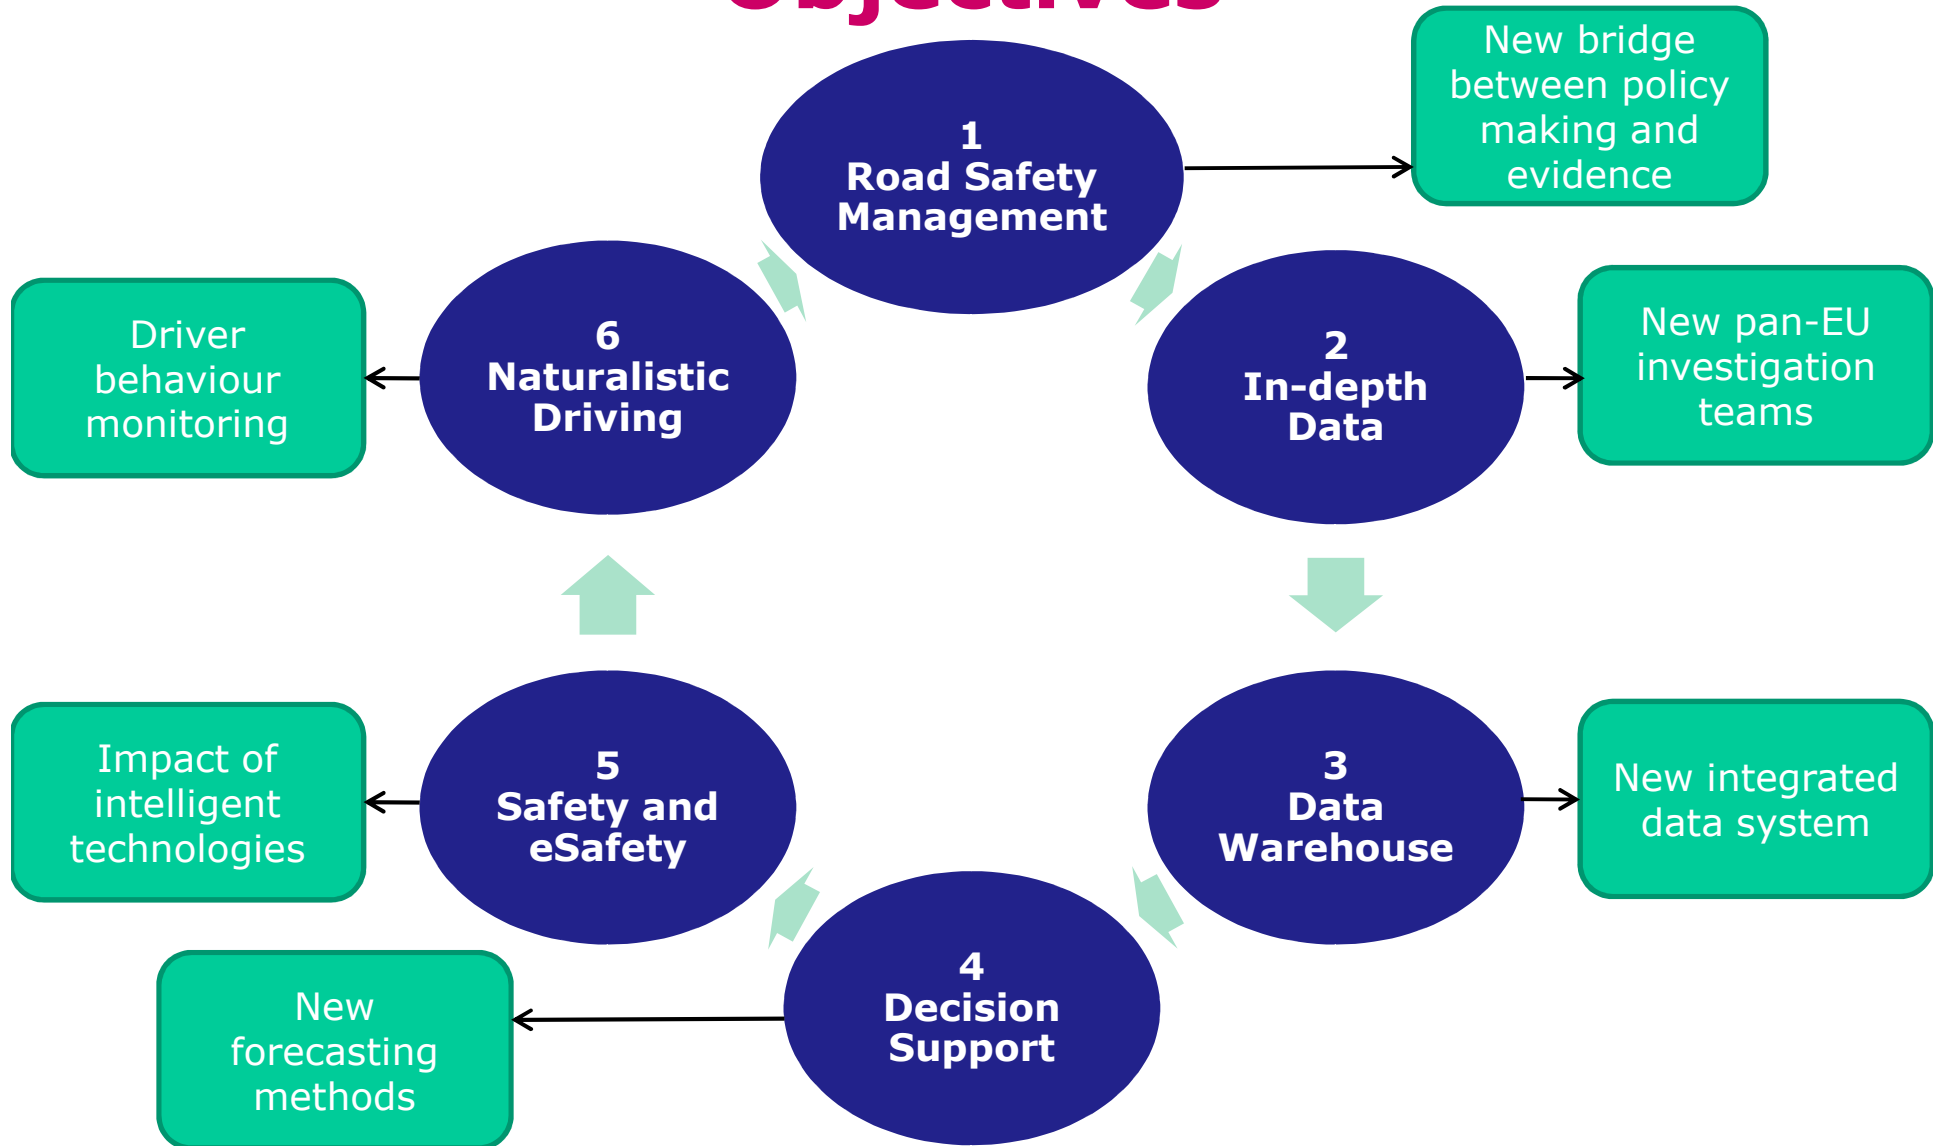 Objectives
1
Road Safety
Management
New bridge
between policy
making and
evidence
2
In-depth
Data
New pan-EU
investigation
teams
3
Data
Warehouse
New integrated
data system
4
Decision
Support
New
forecasting
methods
5
Safety and
eSafety
Impact of
intelligent
technologies
6
Naturalistic
Driving
Driver
behaviour
monitoring